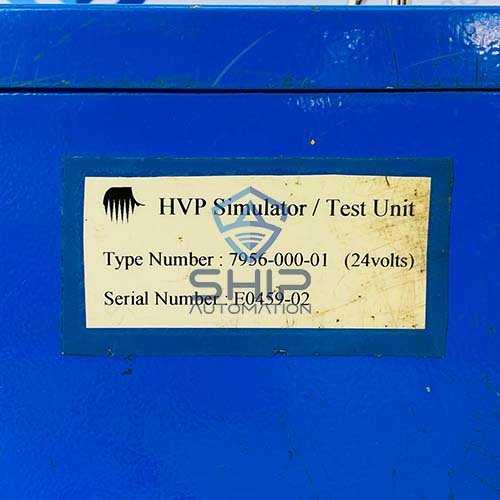 HVP Simulator / Test Unit
Type Number : 7956-000-01 (24volts)
SHIP
Serial Number : E0459-02
AUTOMATION